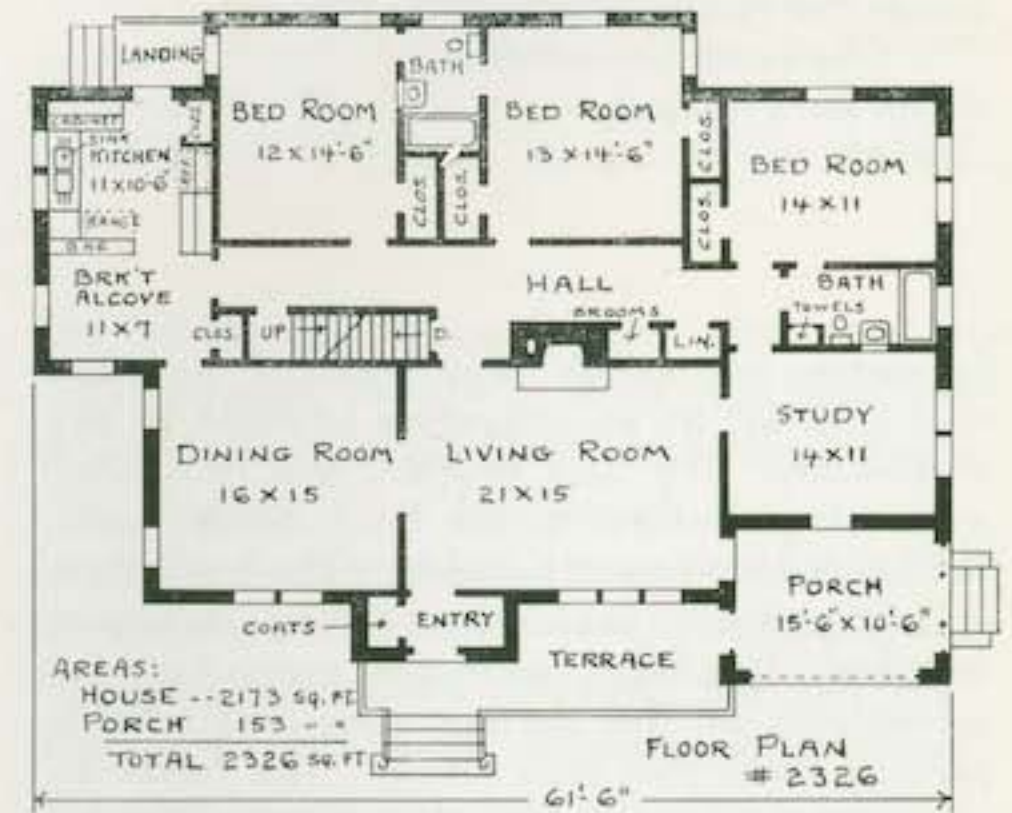 LANDING
BATH
BED ROOM
12 X 14'-6"
BED ROOM
13 X 14'-6"
CLOS.
CABINET
SINK
KITCHEN
11 X 10-6
REF.
RANGE
CLOS.
CLOS.
CLOS.
CLOS.
BED ROOM
14 X 11
BRK'T
ALCOVE
11 X 7
HALL
BATH
TOWELS
BROOMS
CLOS.
UP
D.
LIN.
DINING ROOM
16 X 15
LIVING ROOM
21 X 15
STUDY
14 X 11
PORCH
15'-6" X 10'-6"
COATS
ENTRY
TERRACE
AREAS:
HOUSE -- 2173 SQ. FT
PORCH 153 " "
TOTAL 2326 SQ. FT
FLOOR PLAN
# 2326
61'-6"